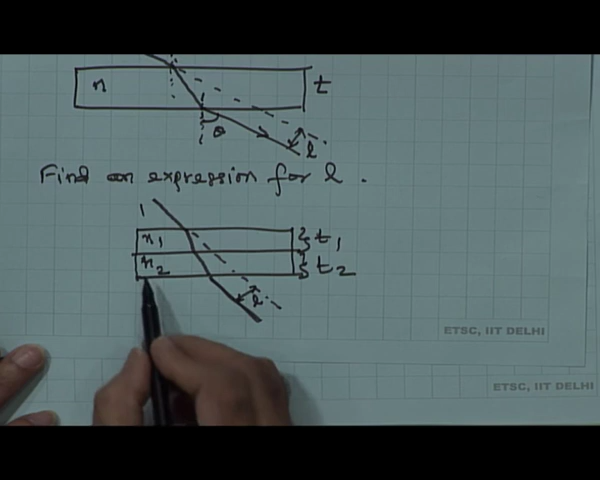 n t
θ
l
Find an expression for l .
1
n1 t1
n2 t2
l
ETSC, IIT DELHI
ETSC, IIT DELHI